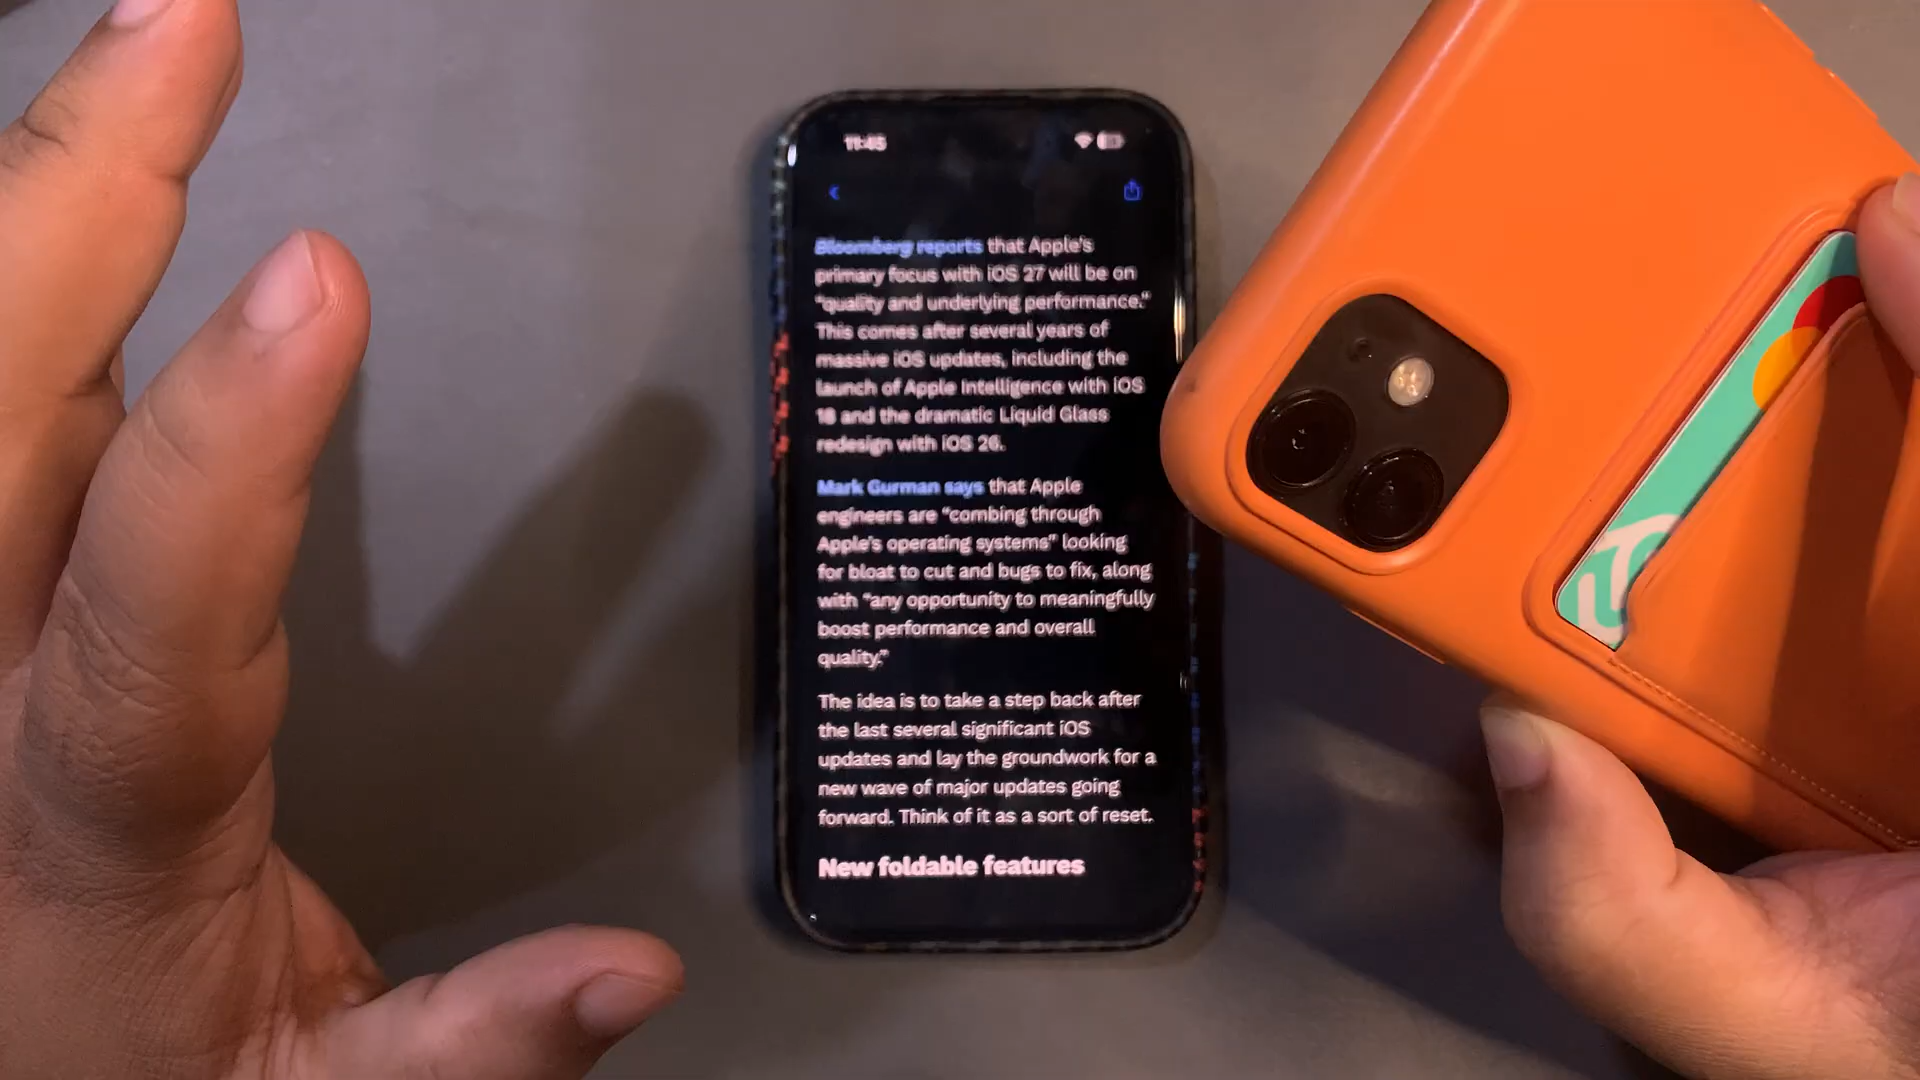 11:45
Bloomberg reports that Apple's
primary focus with iOS 27 will be on
“quality and underlying performance.”
This comes after several years of
massive iOS updates, including the
launch of Apple Intelligence with iOS
18 and the dramatic Liquid Glass
redesign with iOS 26.
Mark Gurman says that Apple
engineers are “combing through
Apple's operating systems” looking
for bloat to cut and bugs to fix, along
with “any opportunity to meaningfully
boost performance and overall
quality.”
The idea is to take a step back after
the last several significant iOS
updates and lay the groundwork for a
new wave of major updates going
forward. Think of it as a sort of reset.
New foldable features